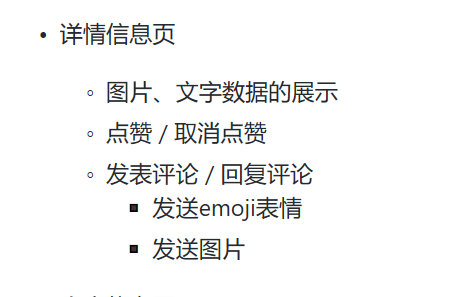 详情信息页
图片、文字数据的展示
点赞 / 取消点赞
发表评论 / 回复评论
发送emoji表情
发送图片